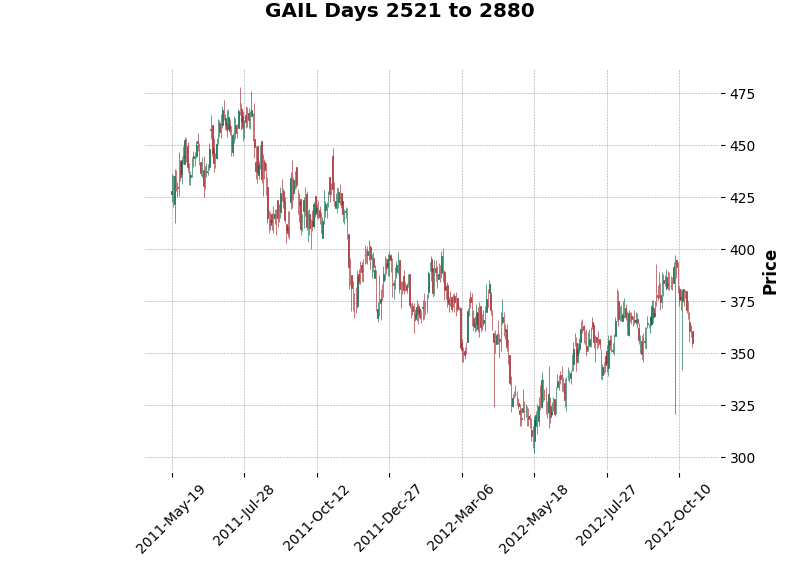 GAIL Days 2521 to 2880
475
450
425
400
375
350
325
300
Price
2011-May-19
2011-Jul-28
2011-Oct-12
2011-Dec-27
2012-Mar-06
2012-May-18
2012-Jul-27
2012-Oct-10